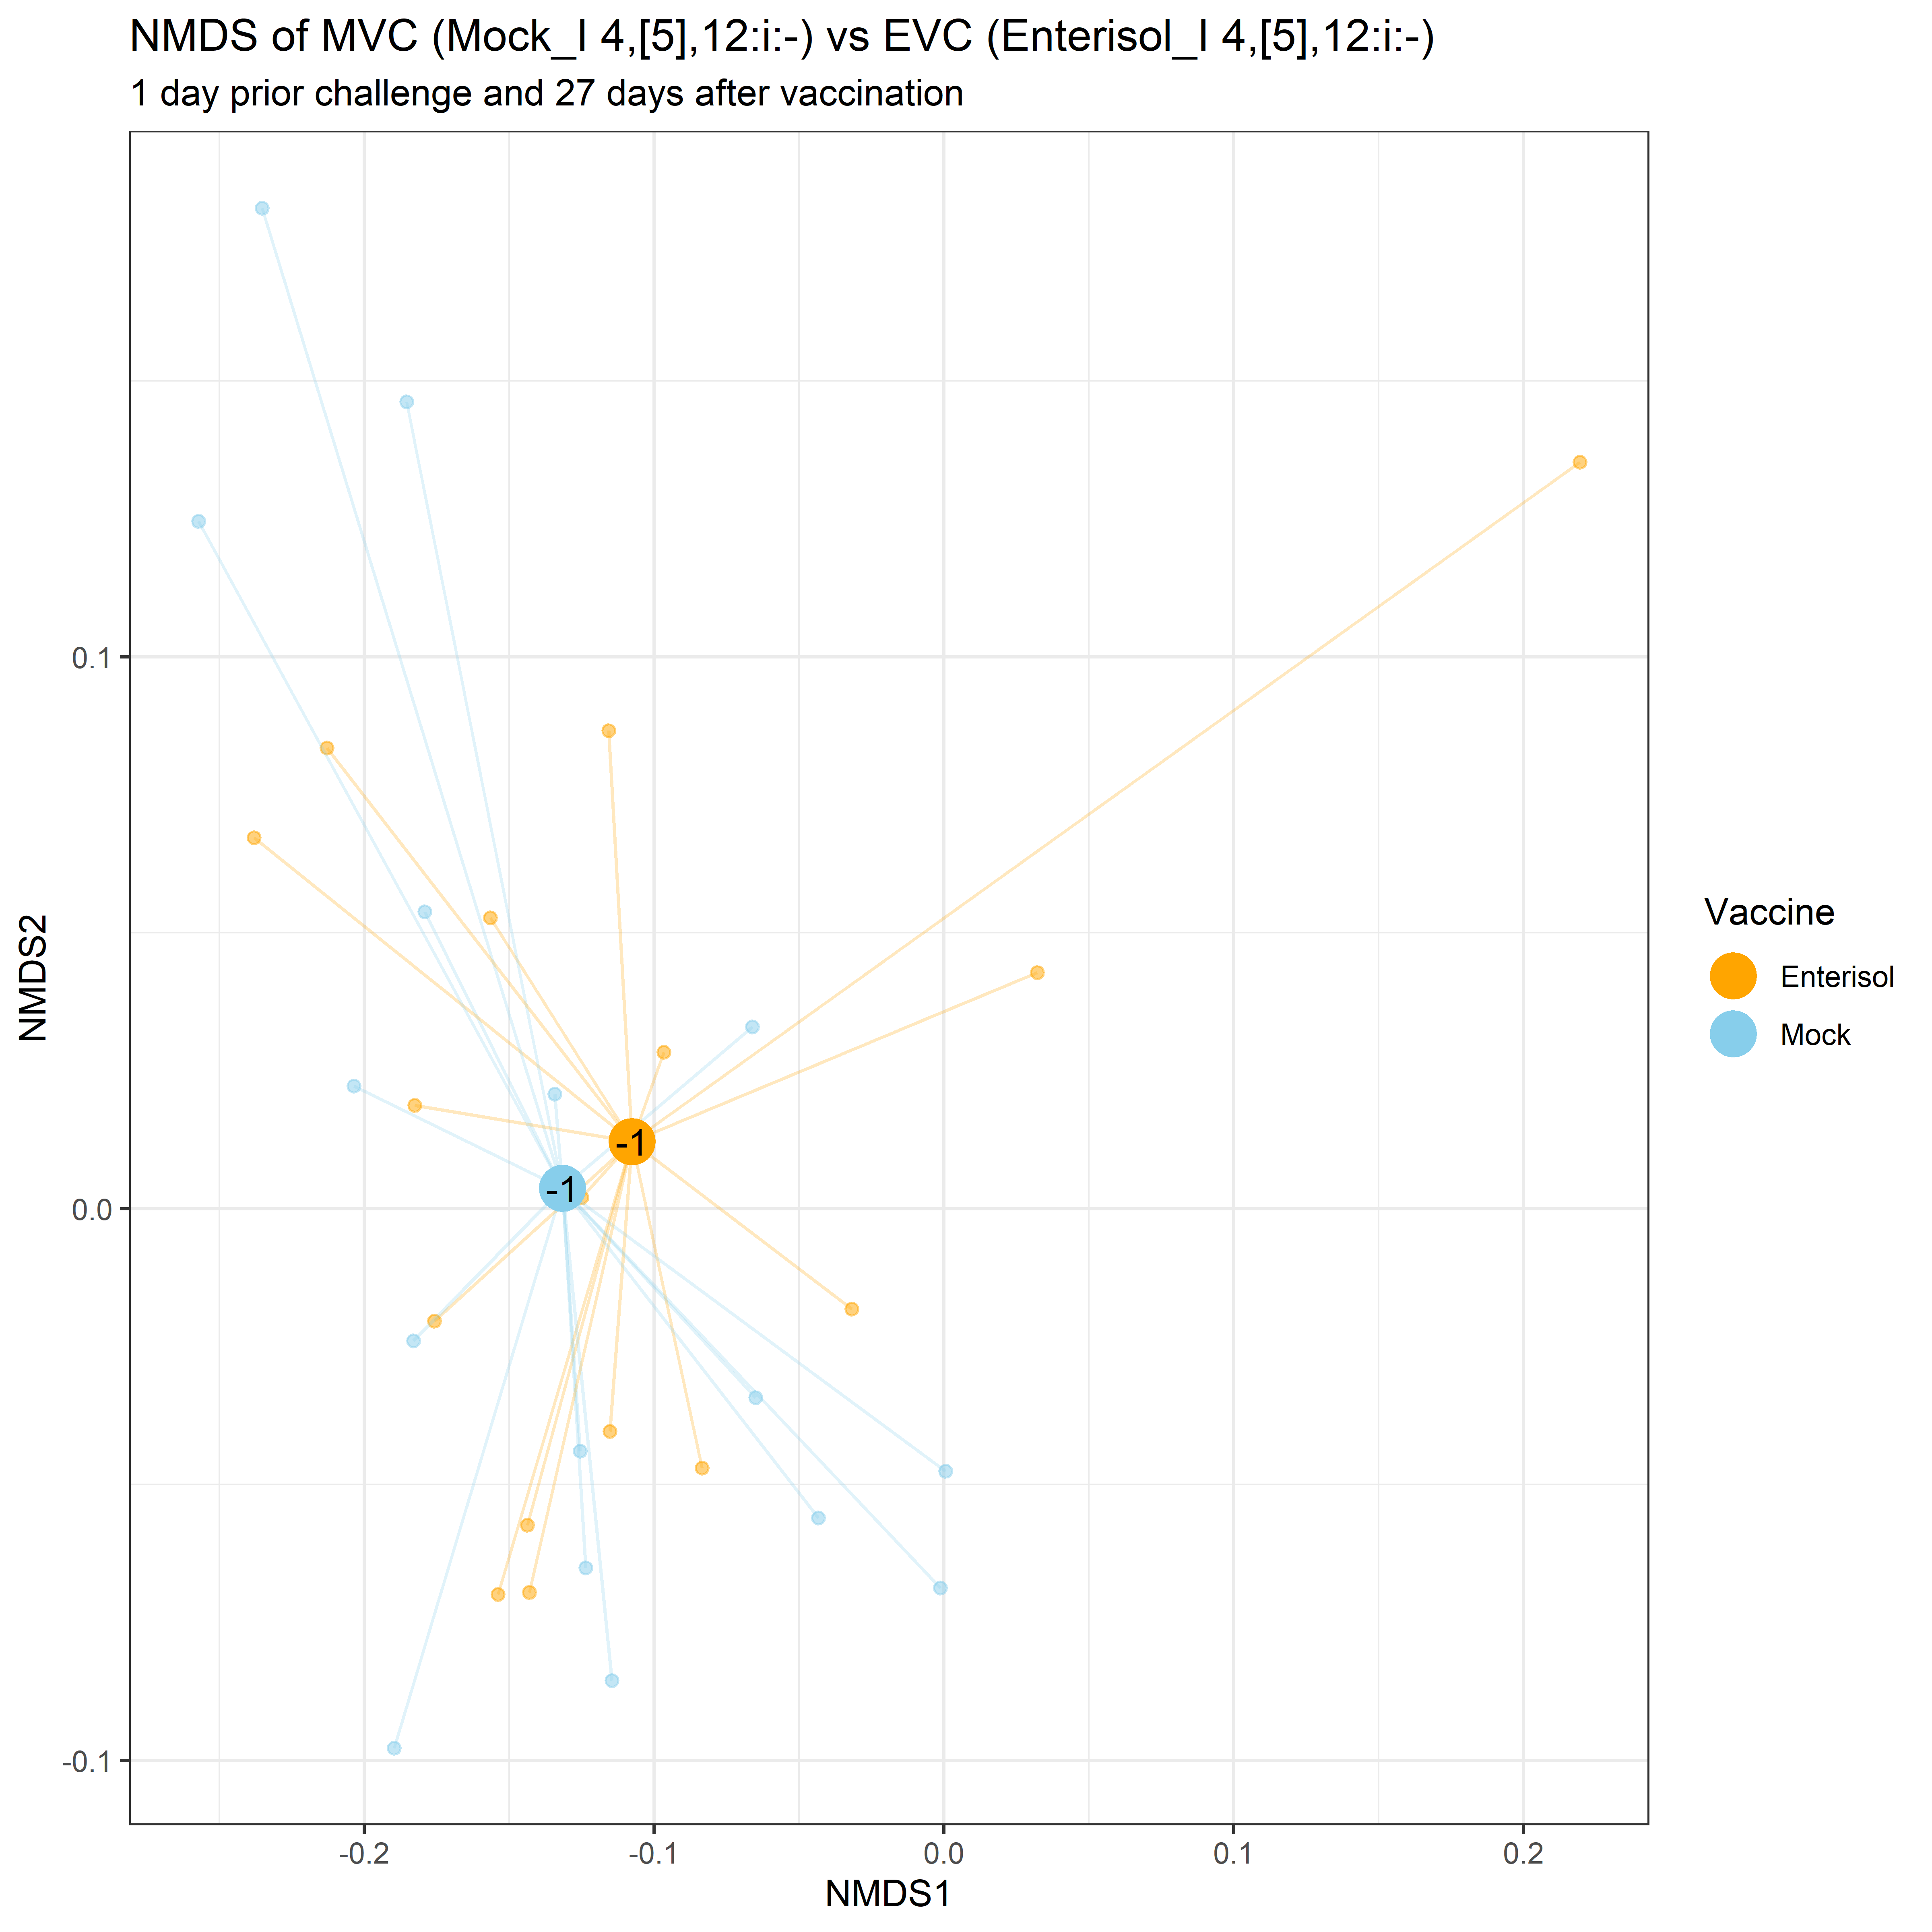 NMDS of MVC (Mock_I 4,[5],12:i:-) vs EVC (Enterisol_I 4,[5],12:i:-)
1 day prior challenge and 27 days after vaccination
0.1
0.0
-0.1
NMDS2
-1
-1
-0.2
-0.1
0.0
0.1
0.2
NMDS1
Vaccine
Enterisol
Mock